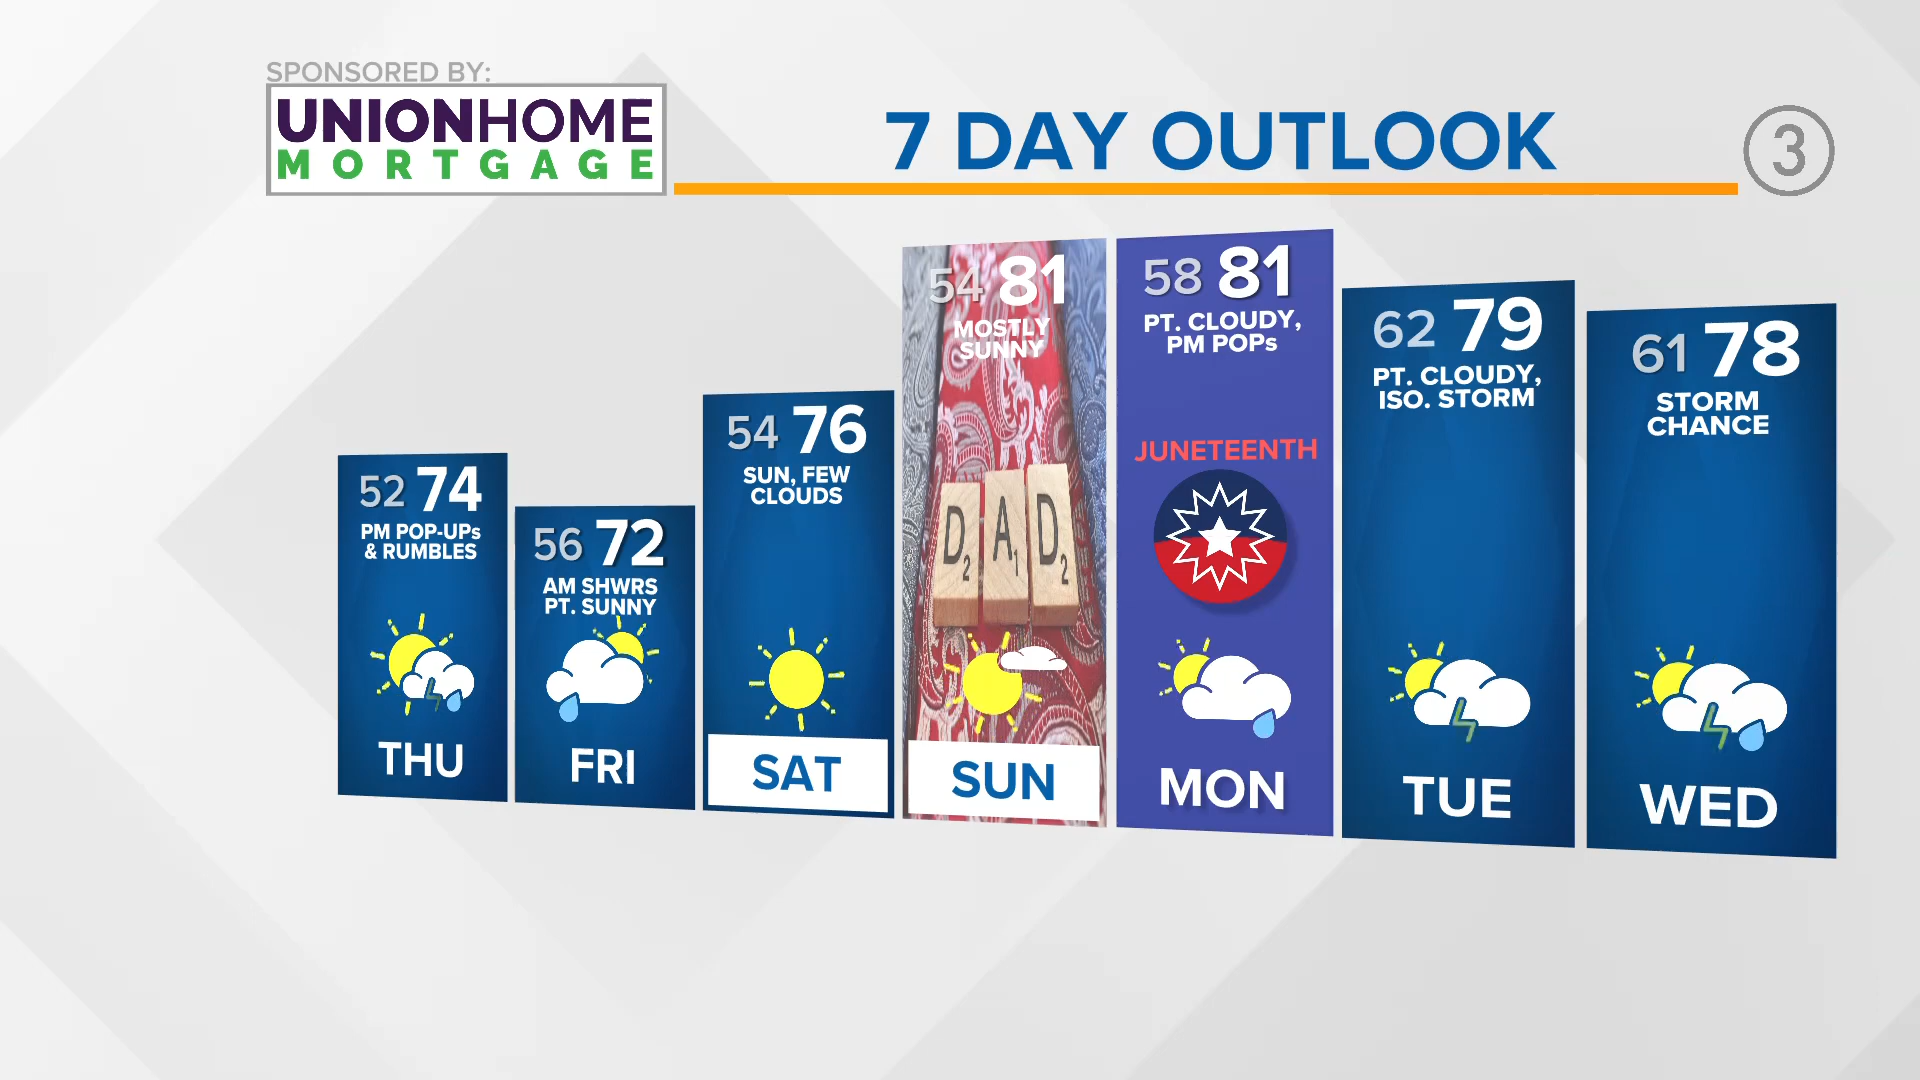 SPONSORED BY:
UNIONHOME
MORTGAGE
7 DAY OUTLOOK
3
52 74
PM POP-UPs
& RUMBLES
THU
56 72
AM SHWRS
PT. SUNNY
FRI
54 76
SUN, FEW
CLOUDS
SAT
54 81
MOSTLY
SUNNY
D2 A1 D2
SUN
58 81
PT. CLOUDY,
PM POPs
JUNETEENTH
MON
62 79
PT. CLOUDY,
ISO. STORM
TUE
61 78
STORM
CHANCE
WED